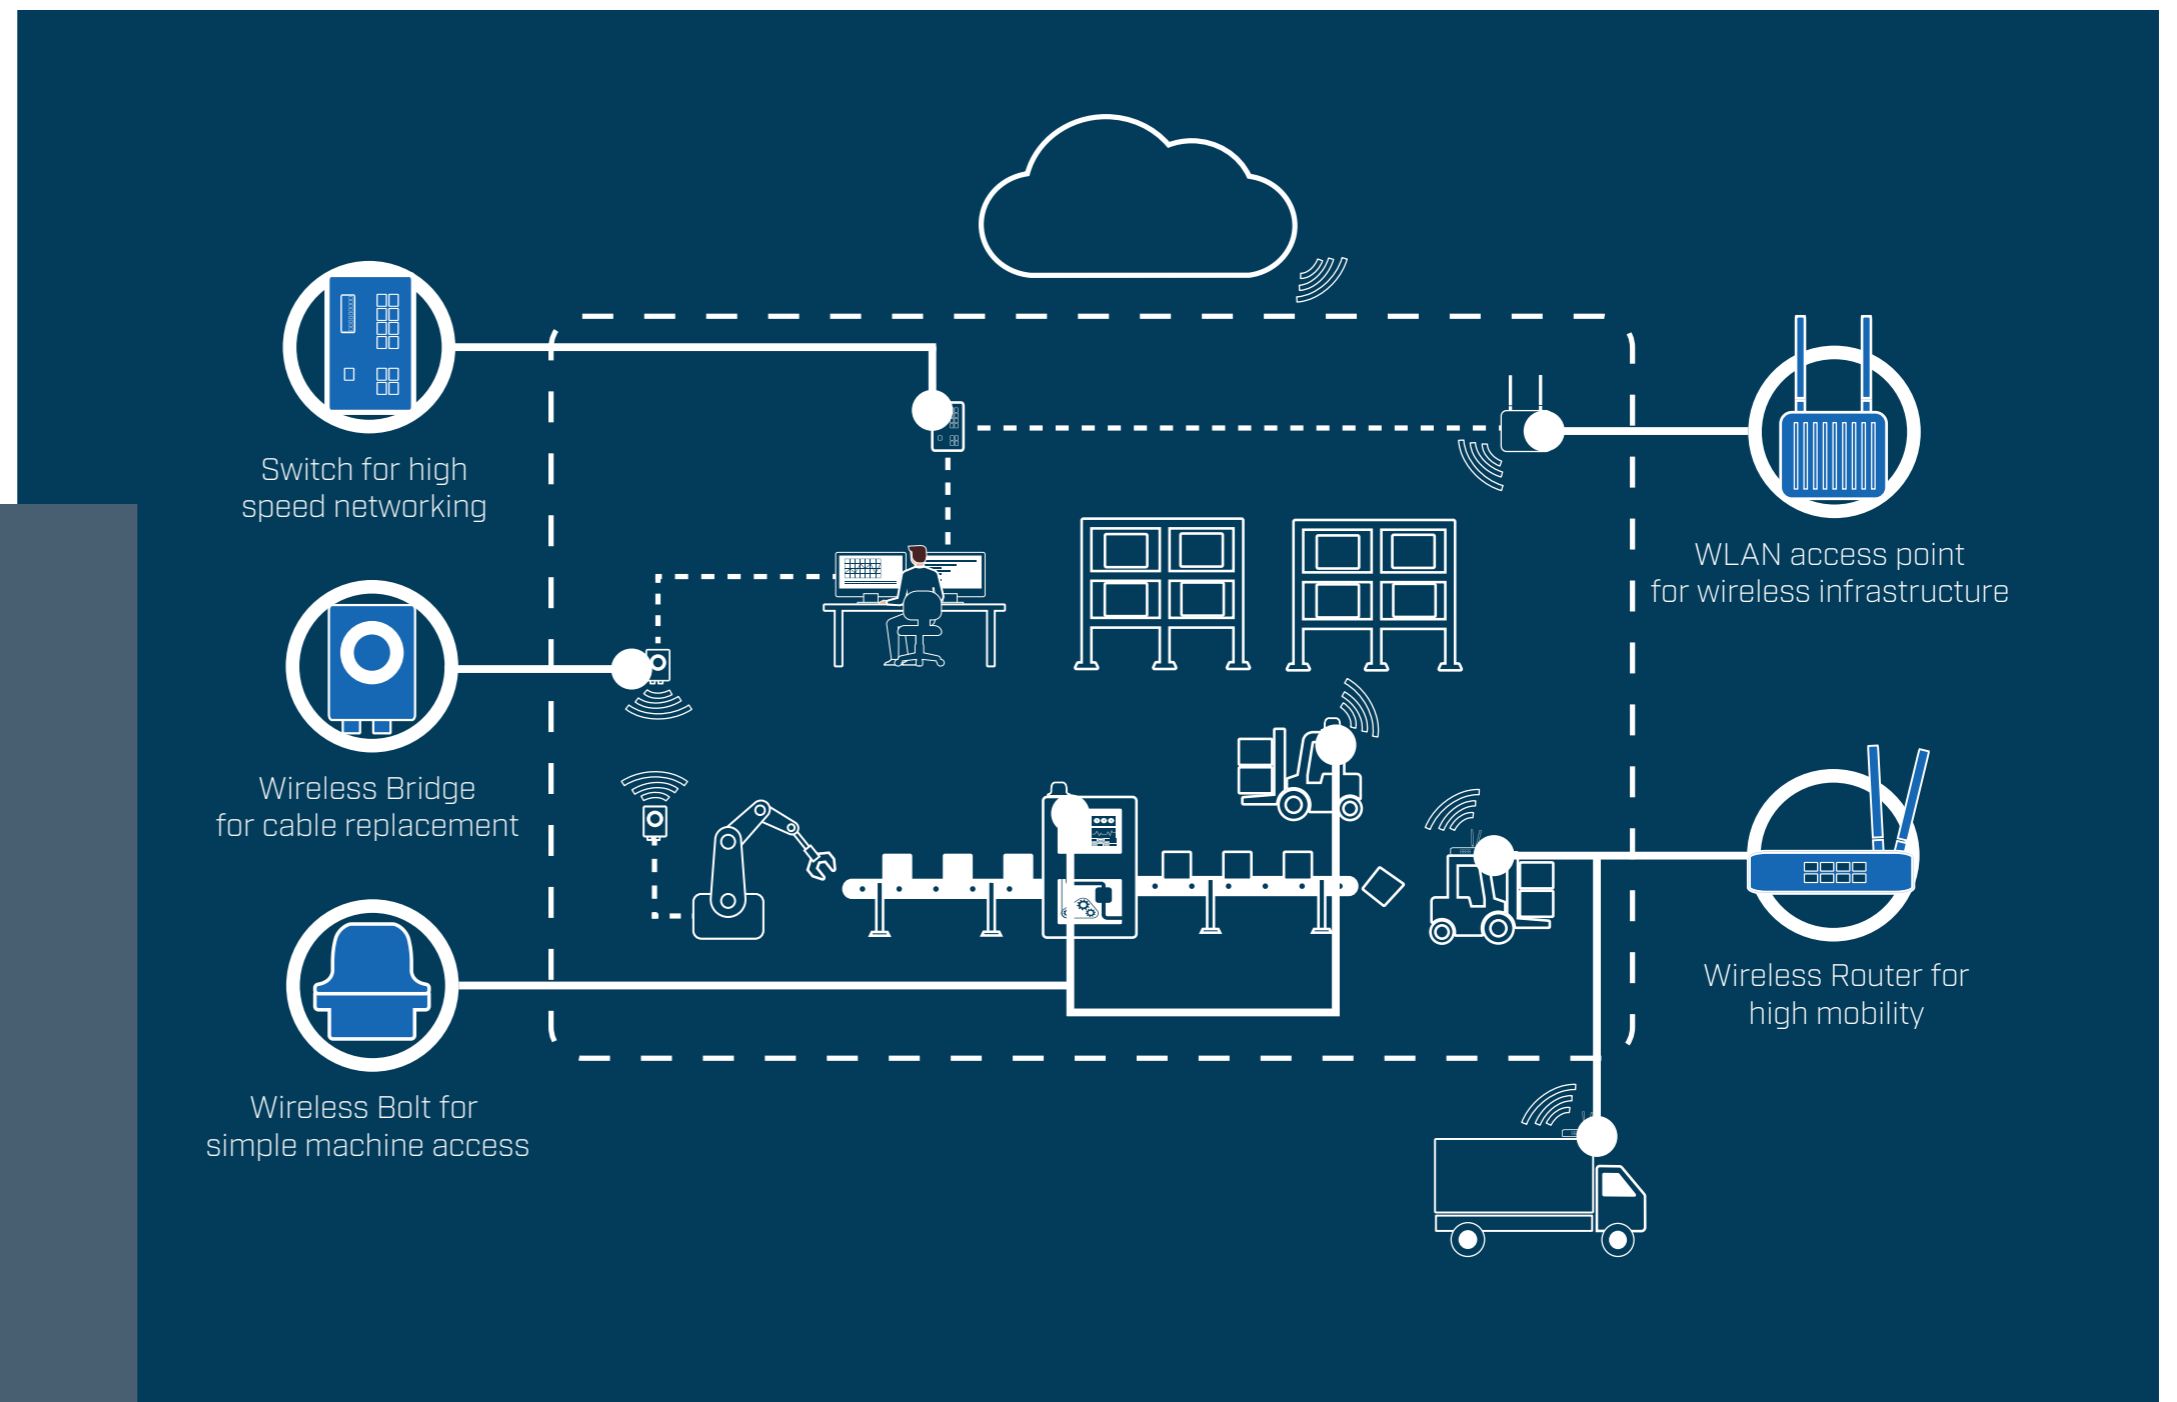 Switch for high
speed networking
Wireless Bridge
for cable replacement
Wireless Bolt for
simple machine access
WLAN access point
for wireless infrastructure
Wireless Router for
high mobility